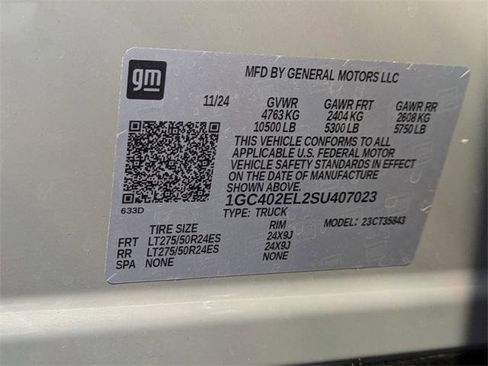 gm
MFD BY GENERAL MOTORS LLC
11/24 GVWR GAWR FRT GAWR RR
4763 KG 2404 KG 2608 KG
10500 LB 5300 LB 5750 LB
THIS VEHICLE CONFORMS TO ALL
APPLICABLE U.S. FEDERAL MOTOR
VEHICLE SAFETY STANDARDS IN EFFECT
ON THE DATE OF MANUFACTURE
SHOWN ABOVE.
1GC402EL2SU407023
633D
TYPE: TRUCK MODEL: 23CT35843
TIRE SIZE RIM
FRT LT275/50R24ES 24X9J
RR LT275/50R24ES 24X9J
SPA NONE NONE